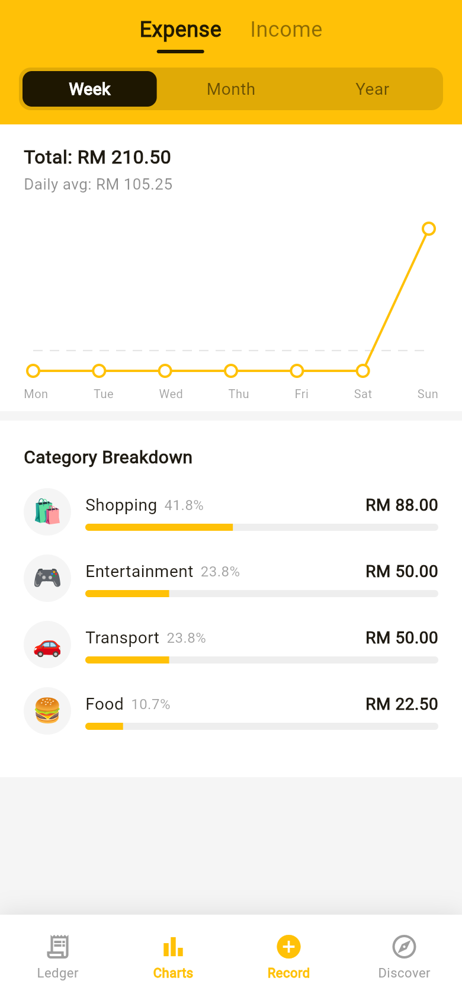 Expense Income
Week Month Year
Total: RM 210.50
Daily avg: RM 105.25
Mon Tue Wed Thu Fri Sat Sun
Category Breakdown
Shopping 41.8% RM 88.00
Entertainment 23.8% RM 50.00
Transport 23.8% RM 50.00
Food 10.7% RM 22.50
Ledger Charts Record Discover